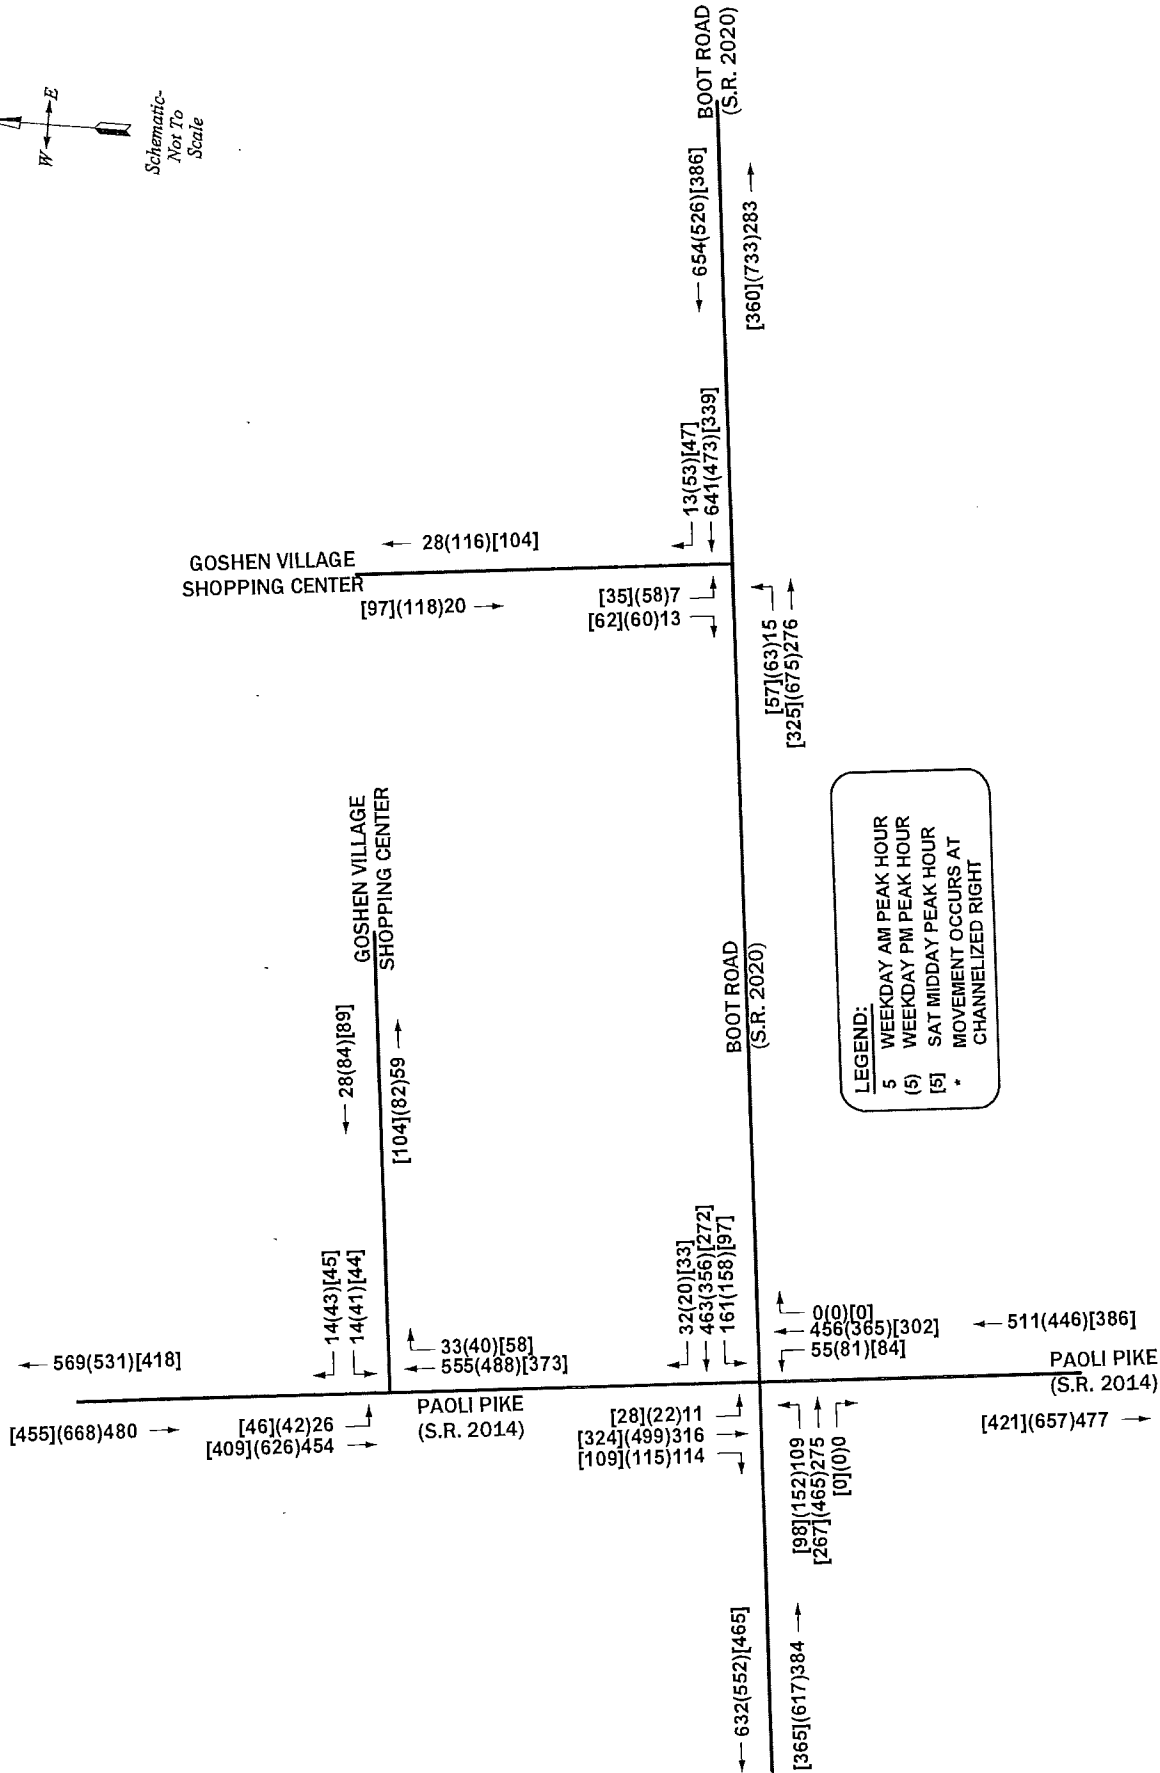 W
E
Schematic-
Not To
Scale
BOOT ROAD
(S.R. 2020)
654(526)[386]
[360](733)283
13(53)[47]
641(473)[339]
28(116)[104]
GOSHEN VILLAGE
SHOPPING CENTER
[97](118)20
[35](58)7
[62](60)13
[57](63)15
[325](675)276
GOSHEN VILLAGE
SHOPPING CENTER
28(84)[89]
[104](82)59
BOOT ROAD
(S.R. 2020)
LEGEND:
5 WEEKDAY AM PEAK HOUR
(5) WEEKDAY PM PEAK HOUR
[5] SAT MIDDAY PEAK HOUR
* MOVEMENT OCCURS AT
CHANNELIZED RIGHT
14(43)[45]
14(41)[44]
32(20)[33]
463(356)[272]
161(158)[97]
569(531)[418]
33(40)[58]
555(488)[373]
0(0)[0]
456(365)[302]
55(81)[84]
511(446)[386]
PAOLI PIKE
(S.R. 2014)
[455](668)480
[46](42)26
[409](626)454
PAOLI PIKE
(S.R. 2014)
[28](22)11
[324](499)316
[109](115)114
[421](657)477
[98](152)109
[267](465)275
[0](0)0
632(552)[465]
[365](617)384